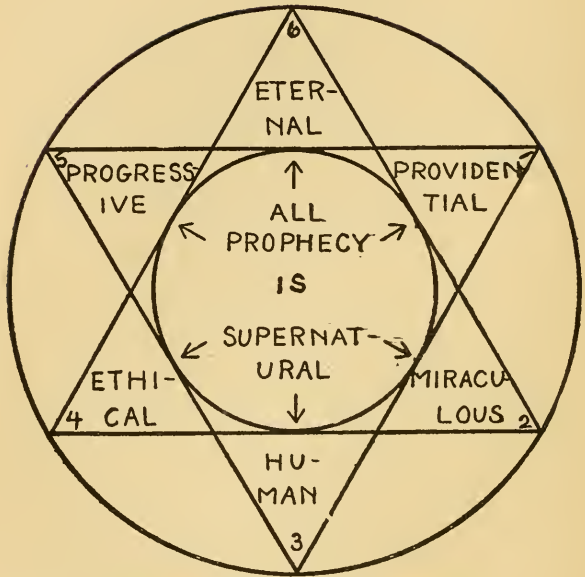 6
ETER-
NAL
5
PROGRESS-
IVE
1
PROVIDEN-
TIAL
ALL
PROPHECY
IS
SUPERNAT-
URAL
ETHI-
CAL
4
MIRACU-
LOUS
2
HU-
MAN
3